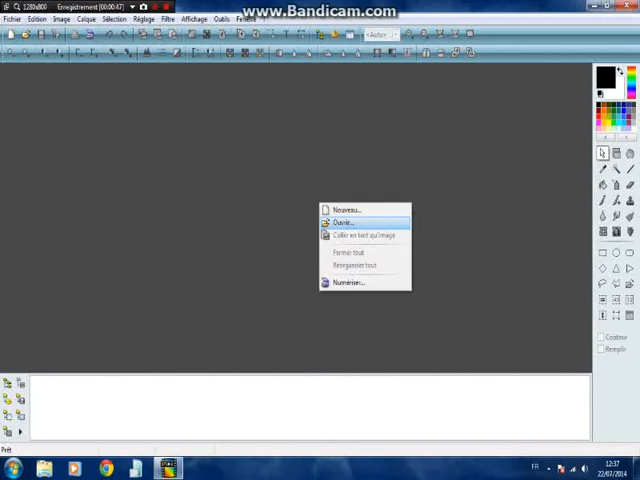 www.Bandicam.com
1280x800 Enregistrement [00:00:47]
Fichier Edition Image Calque Sélection Réglage Filtre Affichage Outils Fenêtre ?
<Auto>
Nouveau...
Ouvrir...
Coller en tant qu'image
Fermer tout
Réorganiser tout
Numériser...
Contour
Remplir
Prêt
FR
12:37
22/07/2014